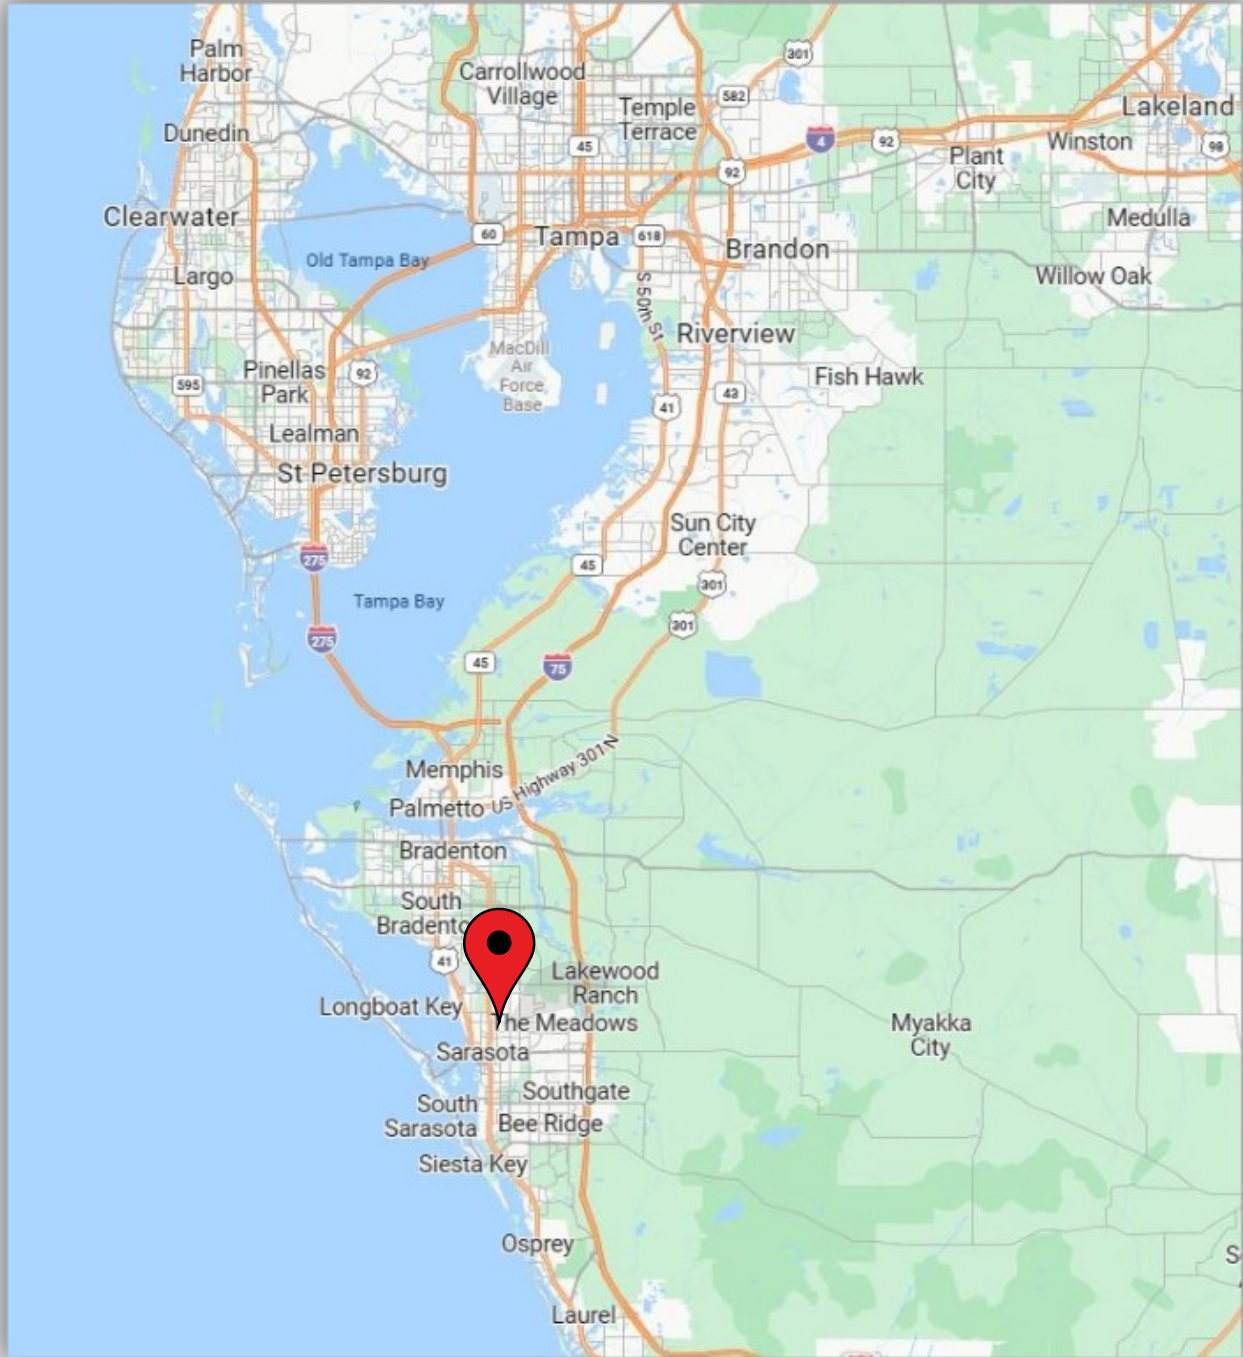 Palm
Harbor
Carrollwood
Village
301
582
Temple
Terrace
Lakeland
Dunedin
45
4
92
Winston
98
Plant
City
92
Clearwater
Medulla
60
Tampa
618
Brandon
Old Tampa Bay
Largo
Willow Oak
S 50th St
Riverview
MacDill
Air
Force
Base
Pinellas
Park
92
595
Fish Hawk
43
41
Lealman
St Petersburg
Sun City
Center
275
45
301
Tampa Bay
301
275
45
75
US Highway 301 N
Memphis
Palmetto
Bradenton
South
Bradento
41
Lakewood
Ranch
Longboat Key
The Meadows
Myakka
City
Sarasota
Southgate
South
Sarasota
Bee Ridge
Siesta Key
Osprey
S
Laurel